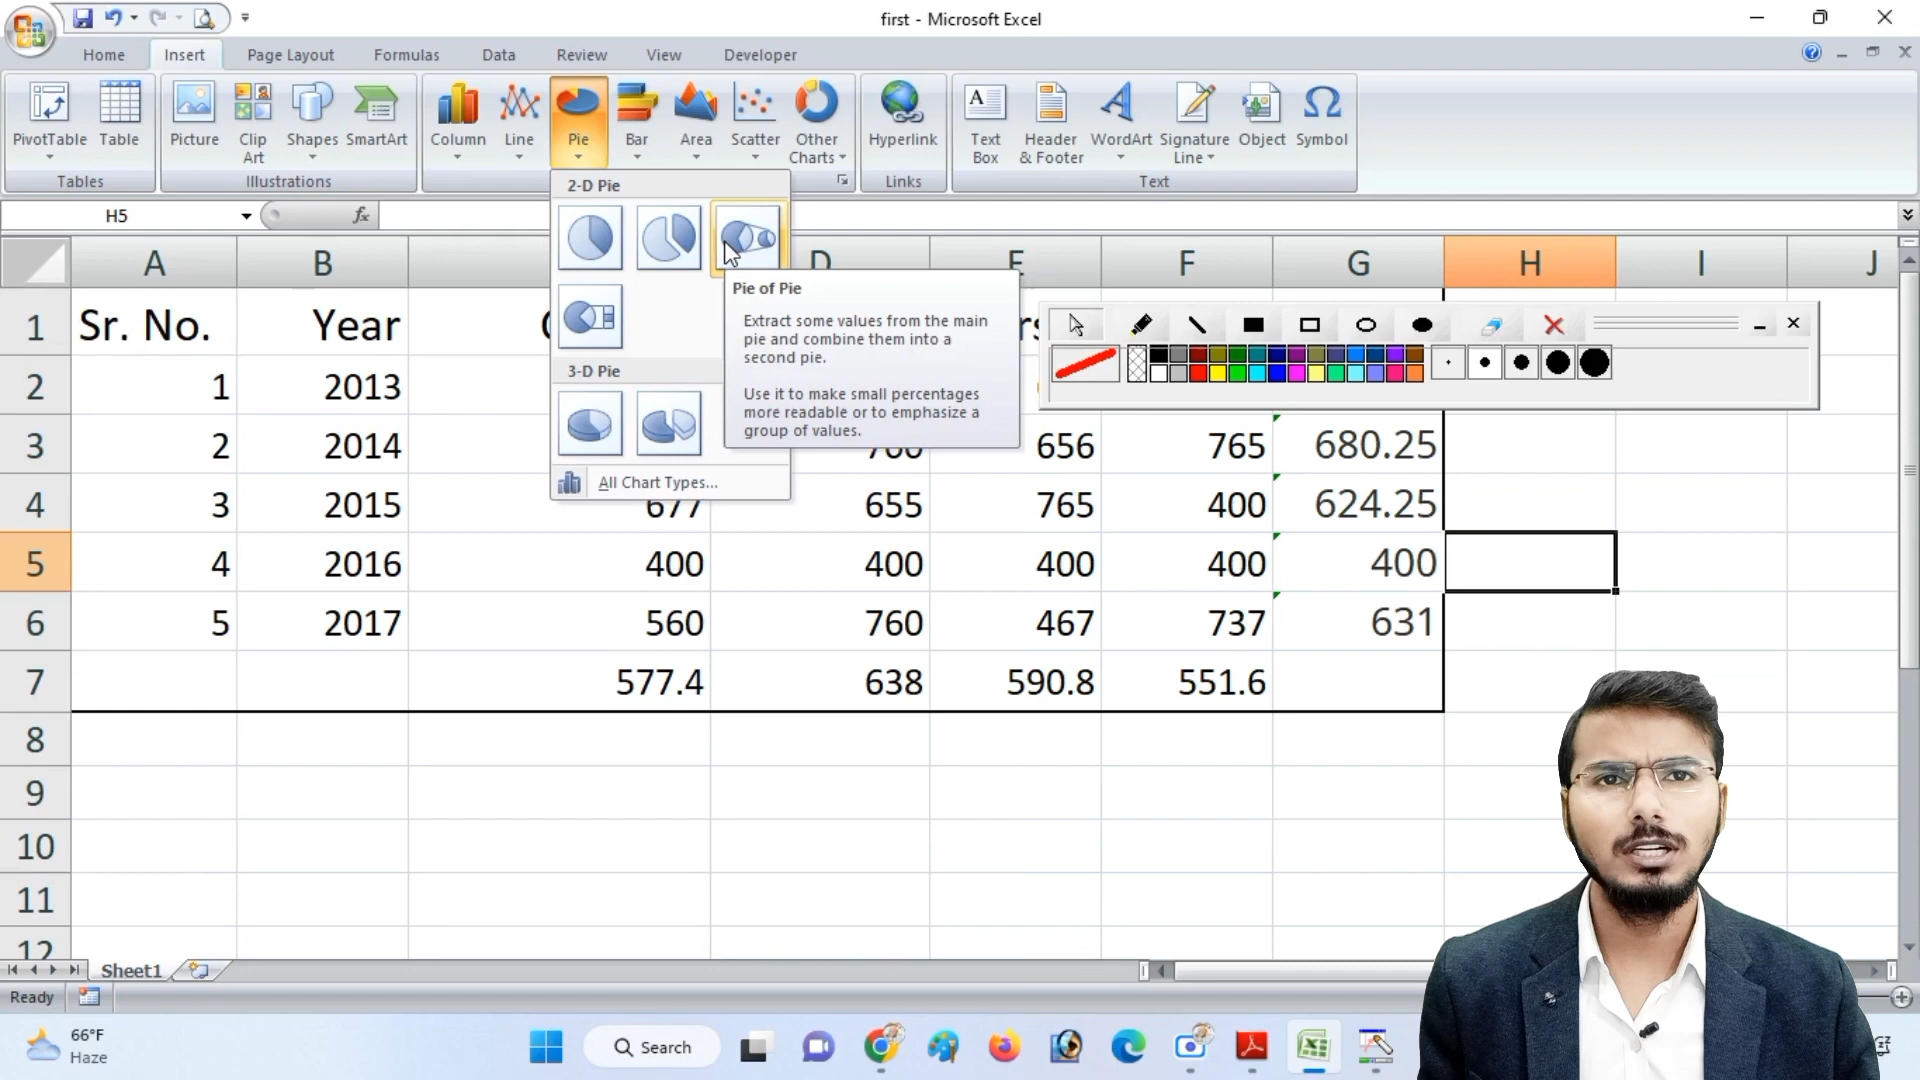 first - Microsoft Excel
Home Insert Page Layout Formulas Data Review View Developer
PivotTable Table Picture Clip Art Shapes SmartArt Column Line Pie Bar Area Scatter Other Charts Hyperlink Text Box Header & Footer WordArt Signature Line Object Symbol
Tables Illustrations Links Text
H5 fx
2-D Pie
A B D E F G H I J
Pie of Pie
Extract some values from the main
pie and combine them into a
second pie.
Use it to make small percentages
more readable or to emphasize a
group of values.
3-D Pie
All Chart Types...
1 Sr. No. Year
2 1 2013
3 2 2014 656 765 680.25
4 3 2015 677 655 765 400 624.25
5 4 2016 400 400 400 400 400
6 5 2017 560 760 467 737 631
7 577.4 638 590.8 551.6
8
9
10
11
12
Sheet1
Ready
66°F
Haze
Search